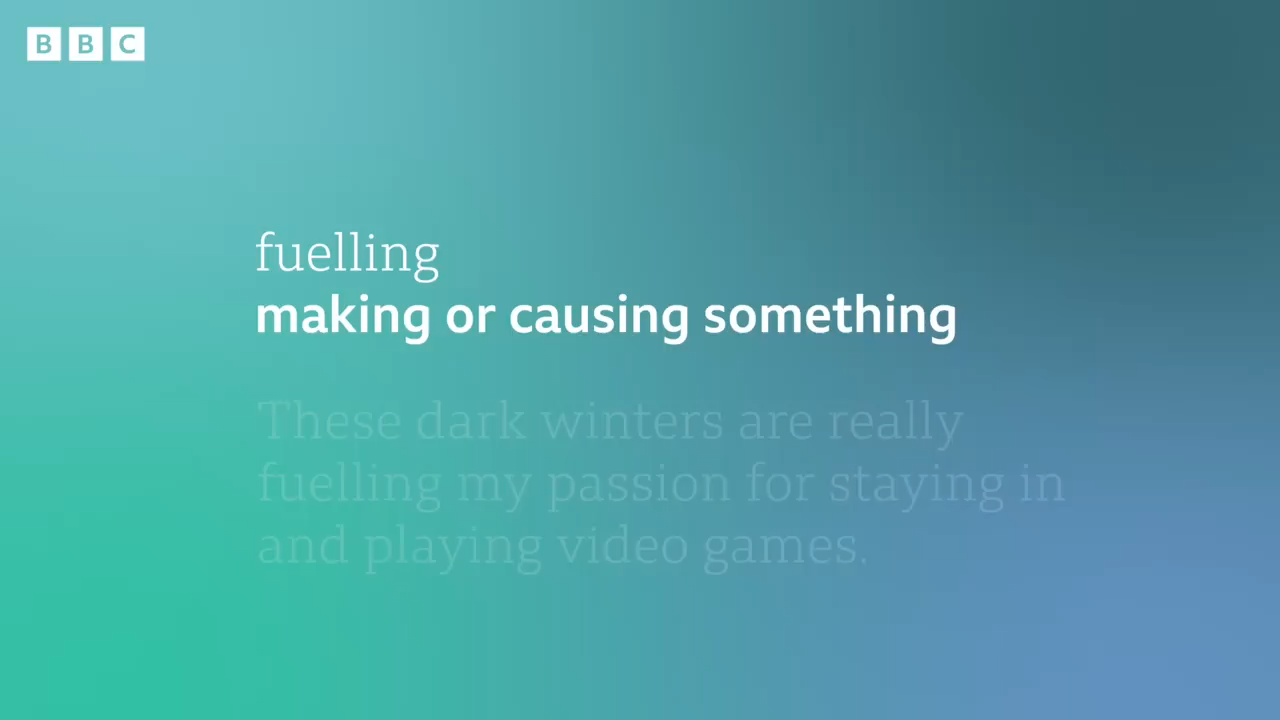 BBC
fuelling
making or causing something
These dark winters are really
fuelling my passion for staying in
and playing video games.